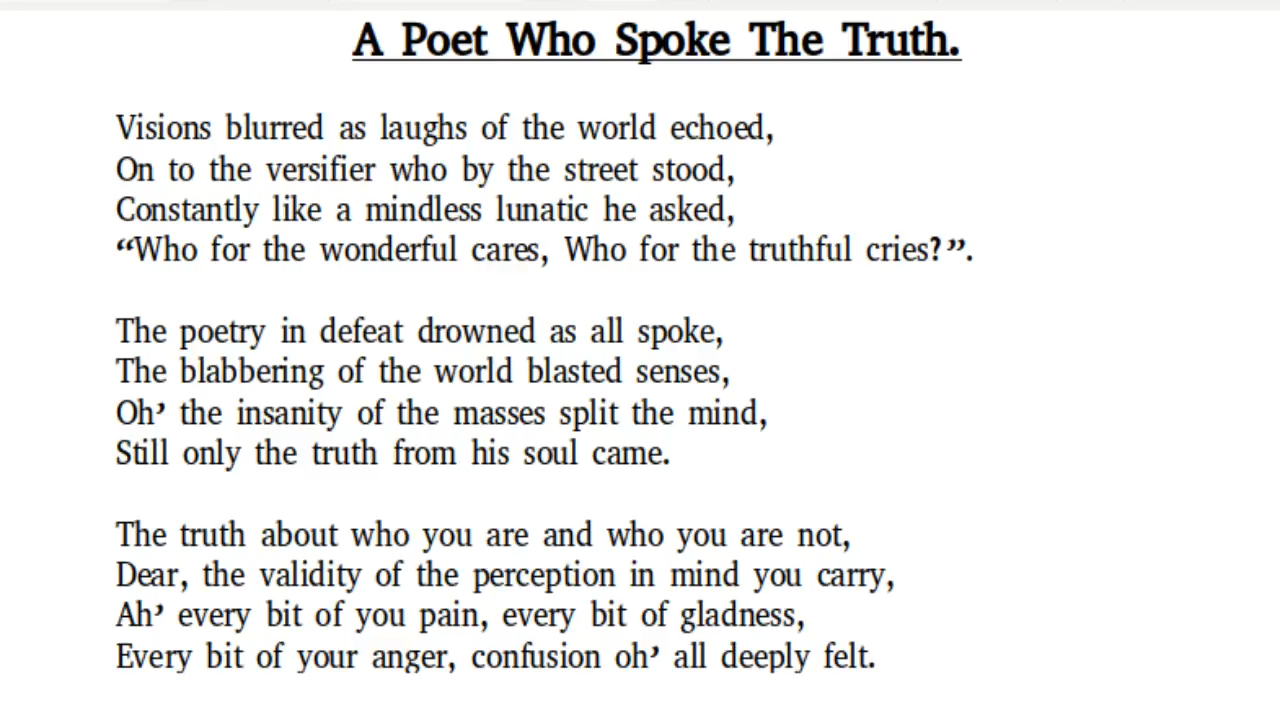 A Poet Who Spoke The Truth.
Visions blurred as laughs of the world echoed,
On to the versifier who by the street stood,
Constantly like a mindless lunatic he asked,
“Who for the wonderful cares, Who for the truthful cries?”.
The poetry in defeat drowned as all spoke,
The blabbering of the world blasted senses,
Oh’ the insanity of the masses split the mind,
Still only the truth from his soul came.
The truth about who you are and who you are not,
Dear, the validity of the perception in mind you carry,
Ah’ every bit of you pain, every bit of gladness,
Every bit of your anger, confusion oh’ all deeply felt.